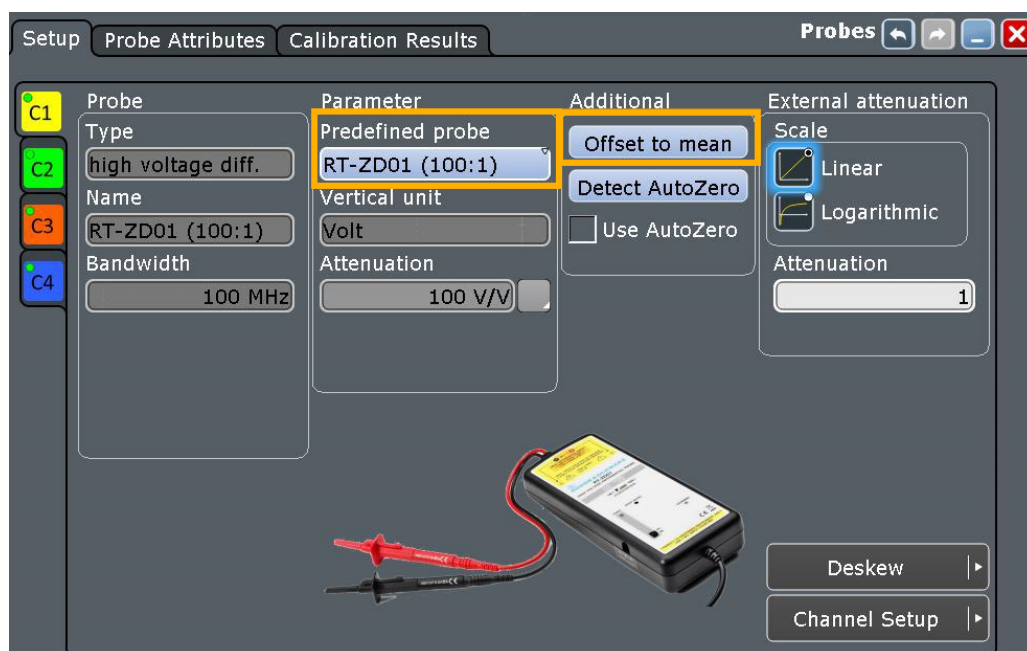 Setup
Probe Attributes
Calibration Results
Probes
C1
C2
C3
C4
Probe
Type
high voltage diff.
Name
RT-ZD01 (100:1)
Bandwidth
100 MHz
Parameter
Predefined probe
RT-ZD01 (100:1)
Vertical unit
Volt
Attenuation
100 V/V
Additional
Offset to mean
Detect AutoZero
Use AutoZero
External attenuation
Scale
Linear
Logarithmic
Attenuation
1
Deskew
Channel Setup